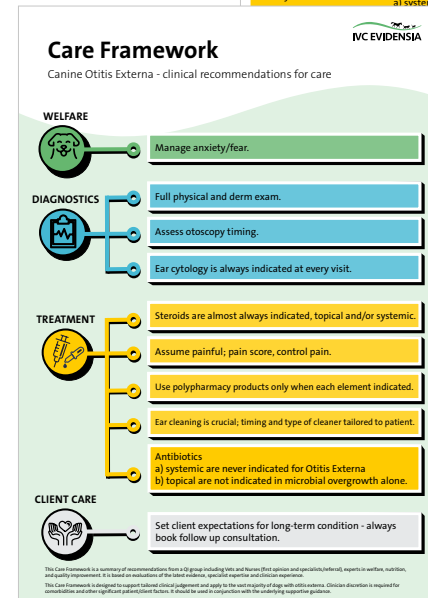 a) system
IVC EVIDENSIA
Care Framework
Canine Otitis Externa - clinical recommendations for care
WELFARE
Manage anxiety/fear.
DIAGNOSTICS
Full physical and derm exam.
Assess otoscopy timing.
Ear cytology is always indicated at every visit.
TREATMENT
Steroids are almost always indicated, topical and/or systemic.
Assume painful; pain score, control pain.
Use polypharmacy products only when each element indicated.
Ear cleaning is crucial; timing and type of cleaner tailored to patient.
Antibiotics
a) systemic are never indicated for Otitis Externa
b) topical are not indicated in microbial overgrowth alone.
CLIENT CARE
Set client expectations for long-term condition - always
book follow up consultation.
This Care Framework is a summary of recommendations from a QI group including Vets and Nurses (first opinion and specialists/referral), experts in welfare, nutrition,
and quality improvement. It is based on evaluations of the latest evidence, specialist expertise and clinician experience.
This Care Framework is designed to support tailored clinical judgement and apply to the vast majority of dogs with otitis externa. Clinician discretion is required for
comorbidities and other significant patient/client factors. It should be used in conjunction with the underlying supportive guidance.